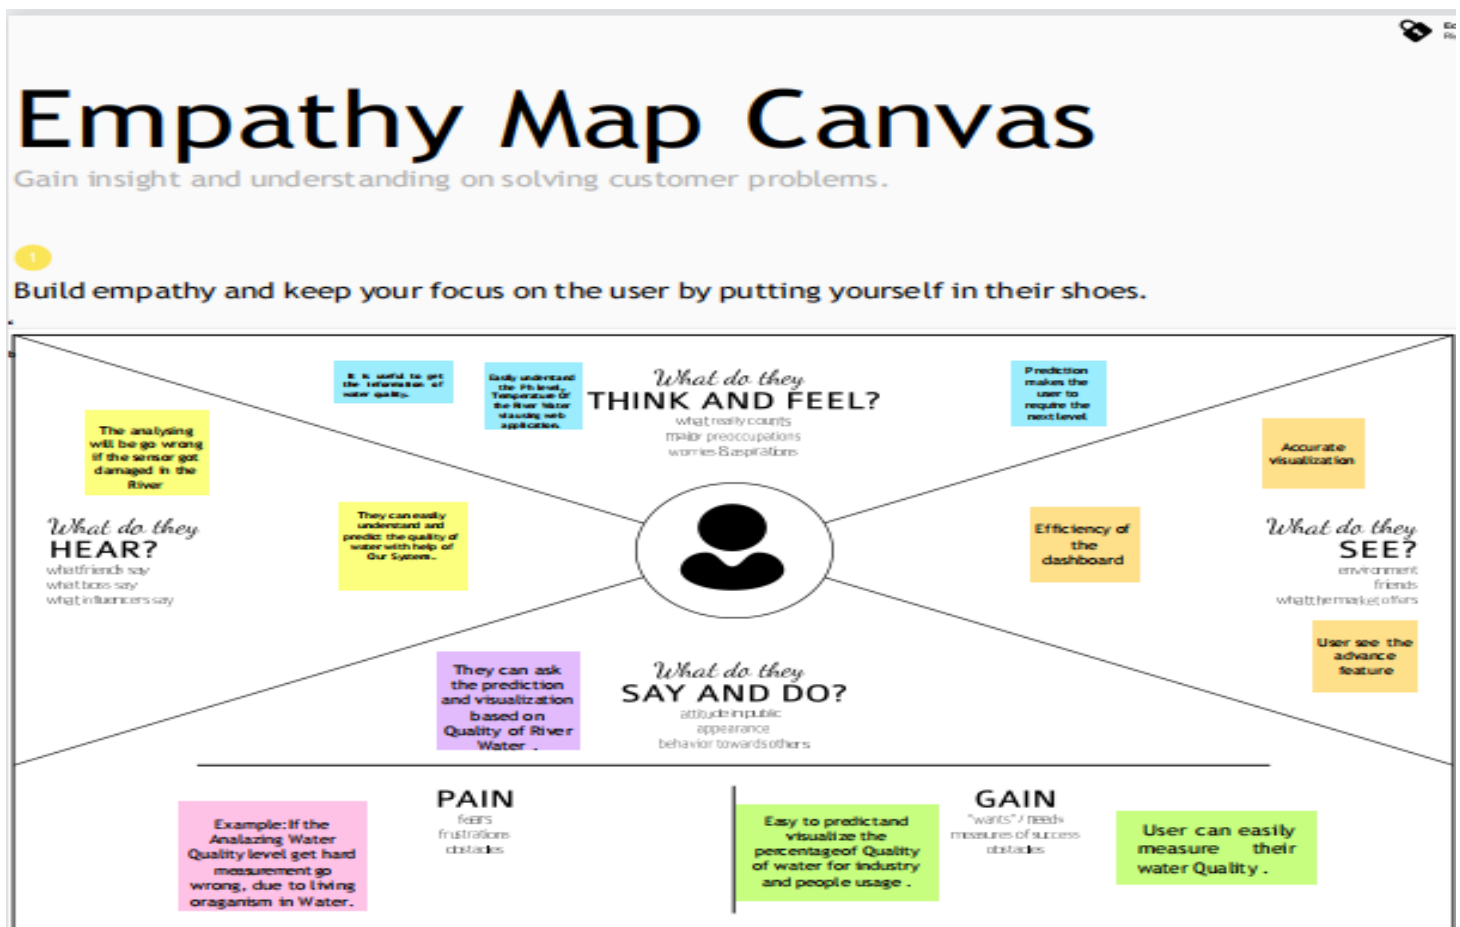 Empathy Map Canvas
Gain insight and understanding on solving customer problems.
1
Build empathy and keep your focus on the user by putting yourself in their shoes.
It is useful to get
the information of
water quality.
Easily understand
the Ph level,
Temperature Of
the River Water
via using web
application.
What do they
THINK AND FEEL?
what really counts
major preoccupations
worries & aspirations
Prediction
makes the
user to
require the
next level
The analysing
will be go wrong
if the sensor got
damaged in the
River
They can easily
understand and
predict the quality of
water with help of
Our System.
What do they
HEAR?
what friends say
what boss say
what influencers say
Accurate
visuallization
Efficiency of
the
dashboard
What do they
SEE?
environment
friends
what the market offers
User see the
advance
feature
They can ask
the prediction
and visualization
based on
Quality of River
Water .
What do they
SAY AND DO?
attitude in public
appearance
behavior towards others
PAIN
fears
frustrations
obstacles
Example: If the
Analazing Water
Quality level get hard
measurement go
wrong, due to living
oraganism in Water.
GAIN
"wants" / needs
measures of success
obstacles
Easy to predict and
visualize the
percentageof Quality
of water for industry
and people usage .
User can easily
measure their
water Quality .